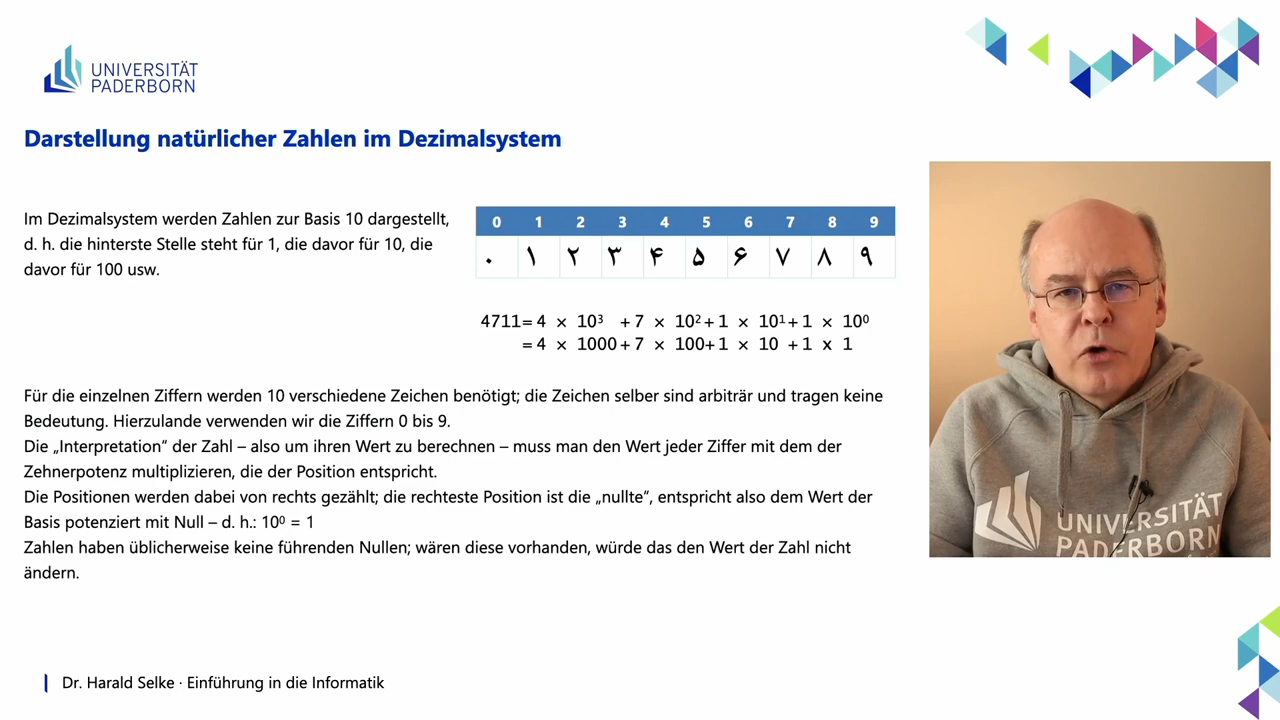 UNIVERSITÄT
PADERBORN
Darstellung natürlicher Zahlen im Dezimalsystem
Im Dezimalsystem werden Zahlen zur Basis 10 dargestellt,
d. h. die hinterste Stelle steht für 1, die davor für 10, die
davor für 100 usw.
0 1 2 3 4 5 6 7 8 9
۰ ۱ ۲ ۳ ۴ ۵ ۶ ۷ ۸ ۹
4711= 4 × 10³ + 7 × 10² + 1 × 10¹ + 1 × 10⁰
= 4 × 1000 + 7 × 100+ 1 × 10 + 1 x 1
Für die einzelnen Ziffern werden 10 verschiedene Zeichen benötigt; die Zeichen selber sind arbiträr und tragen keine
Bedeutung. Hierzulande verwenden wir die Ziffern 0 bis 9.
Die „Interpretation“ der Zahl – also um ihren Wert zu berechnen – muss man den Wert jeder Ziffer mit dem der
Zehnerpotenz multiplizieren, die der Position entspricht.
Die Positionen werden dabei von rechts gezählt; die rechteste Position ist die „nullte“, entspricht also dem Wert der
Basis potenziert mit Null – d. h.: 10⁰ = 1
Zahlen haben üblicherweise keine führenden Nullen; wären diese vorhanden, würde das den Wert der Zahl nicht
ändern.
UNIVERSITÄT
PADERBORN
Dr. Harald Selke · Einführung in die Informatik